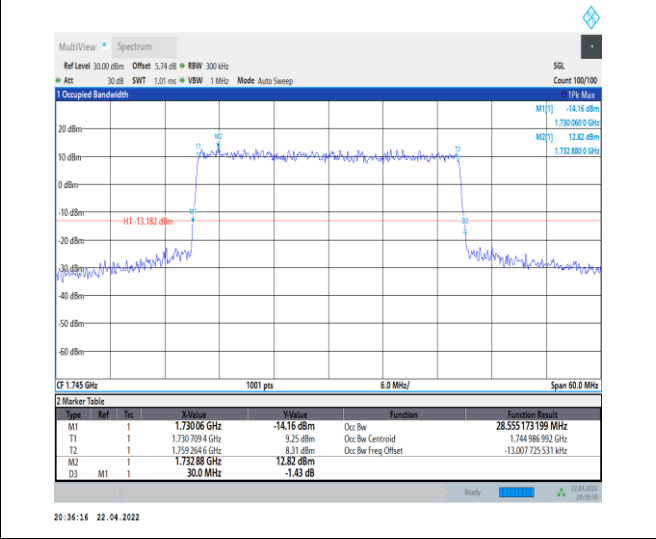 MultiView Spectrum
Ref Level 30.00 dBm Offset 5.74 dB RBW 300 kHz SGL
Att 30 dB SWT 1.01 ms VBW 1 MHz Mode Auto Sweep Count 100/100
1 Occupied Bandwidth 1Pk Max
M1[1] -14.16 dBm
1.730 060 0 GHz
M2[1] 12.82 dBm
1.732 880 0 GHz
20 dBm
M2
T1 T2
10 dBm
0 dBm
-10 dBm
M1
H1 -13.182 dBm
D3
-20 dBm
-30 dBm
-40 dBm
-50 dBm
-60 dBm
CF 1.745 GHz 1001 pts 6.0 MHz/ Span 60.0 MHz
2 Marker Table
Type Ref Trc X-Value Y-Value Function Function Result
M1 1 1.73006 GHz -14.16 dBm Occ Bw 28.555 173 199 MHz
T1 1 1.730 709 4 GHz 9.25 dBm Occ Bw Centroid 1.744 986 992 GHz
T2 1 1.759 264 6 GHz 8.31 dBm Occ Bw Freq Offset -13.007 725 531 kHz
M2 1 1.732 88 GHz 12.82 dBm
D3 M1 1 30.0 MHz -1.43 dB
Ready 22.04.2022
20:36:16
20:36:16 22.04.2022